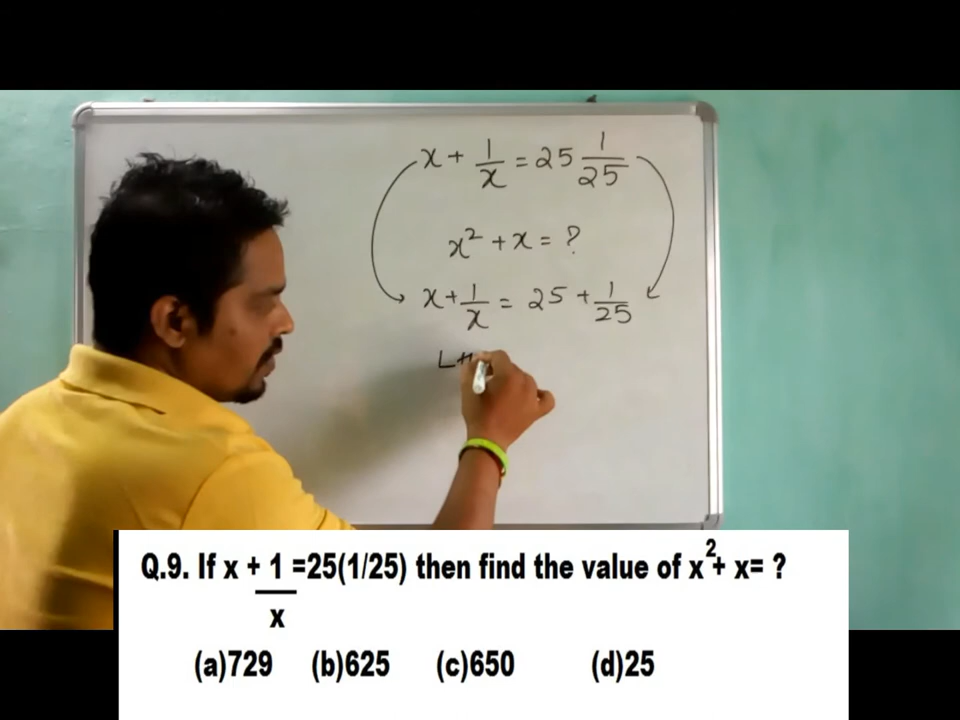 x + 1/x = 25 1/25
x² + x = ?
x + 1/x = 25 + 1/25
Q.9. If x + 1/x =25(1/25) then find the value of x²+ x= ?
(a)729 (b)625 (c)650 (d)25